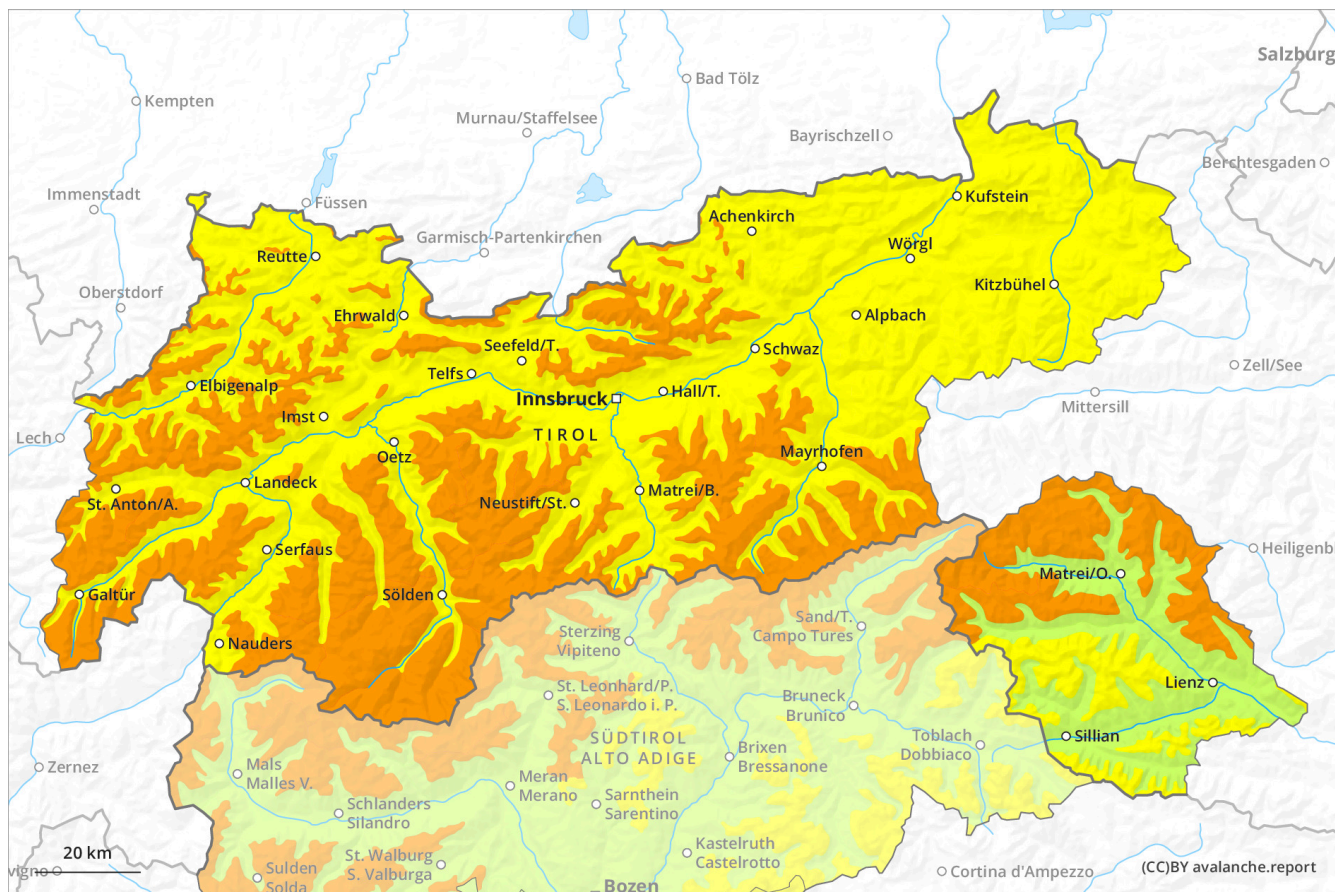 Salzburg
Bad Tölz
Kempten
Murnau/Staffelsee
Bayrischzell
Berchtesgaden
Immenstadt
Füssen
Kufstein
Achenkirch
Garmisch-Partenkirchen
Wörgl
Reutte
Kitzbühel
Oberstdorf
Ehrwald
Alpbach
Seefeld/T.
Schwaz
Zell/See
Telfs
Elbigenalp
Hall/T.
Innsbruck
Mittersill
Imst
TIROL
Lech
Oetz
Mayrhofen
Landeck
Matrei/B.
St. Anton/A.
Neustift/St.
Serfaus
Heiligenb
Matrei/O.
Galtür
Sölden
Sand/T.
Campo Tures
Sterzing
Vipiteno
Nauders
Lienz
St. Leonhard/P.
S. Leonardo i. P.
Bruneck
Brunico
SÜDTIROL
ALTO ADIGE
Toblach
Dobbiaco
Sillian
Brixen
Bressanone
Zernez
Mals
Malles V.
Meran
Merano
Sarnthein
Sarentino
Schlanders
Silandro
Kastelruth
Castelrotto
20 km
St. Walburg
S. Valburga
vigno
Sulden
Solda
Cortina d'Ampezzo
(CC)BY avalanche.report
Bozen